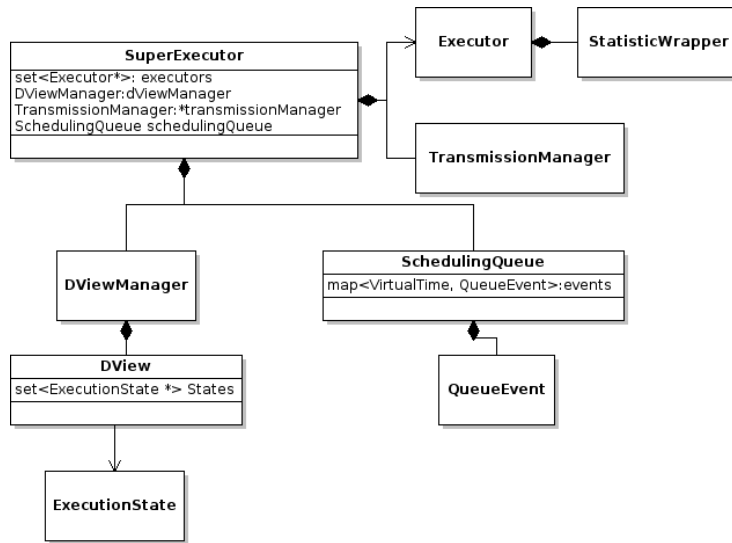 SuperExecutor
set<Executor*>: executors
DViewManager:dViewManager
TransmissionManager:*transmissionManager
SchedulingQueue schedulingQueue
Executor
StatisticWrapper
TransmissionManager
DViewManager
SchedulingQueue
map<VirtualTime, QueueEvent>:events
DView
set<ExecutionState *> States
QueueEvent
ExecutionState